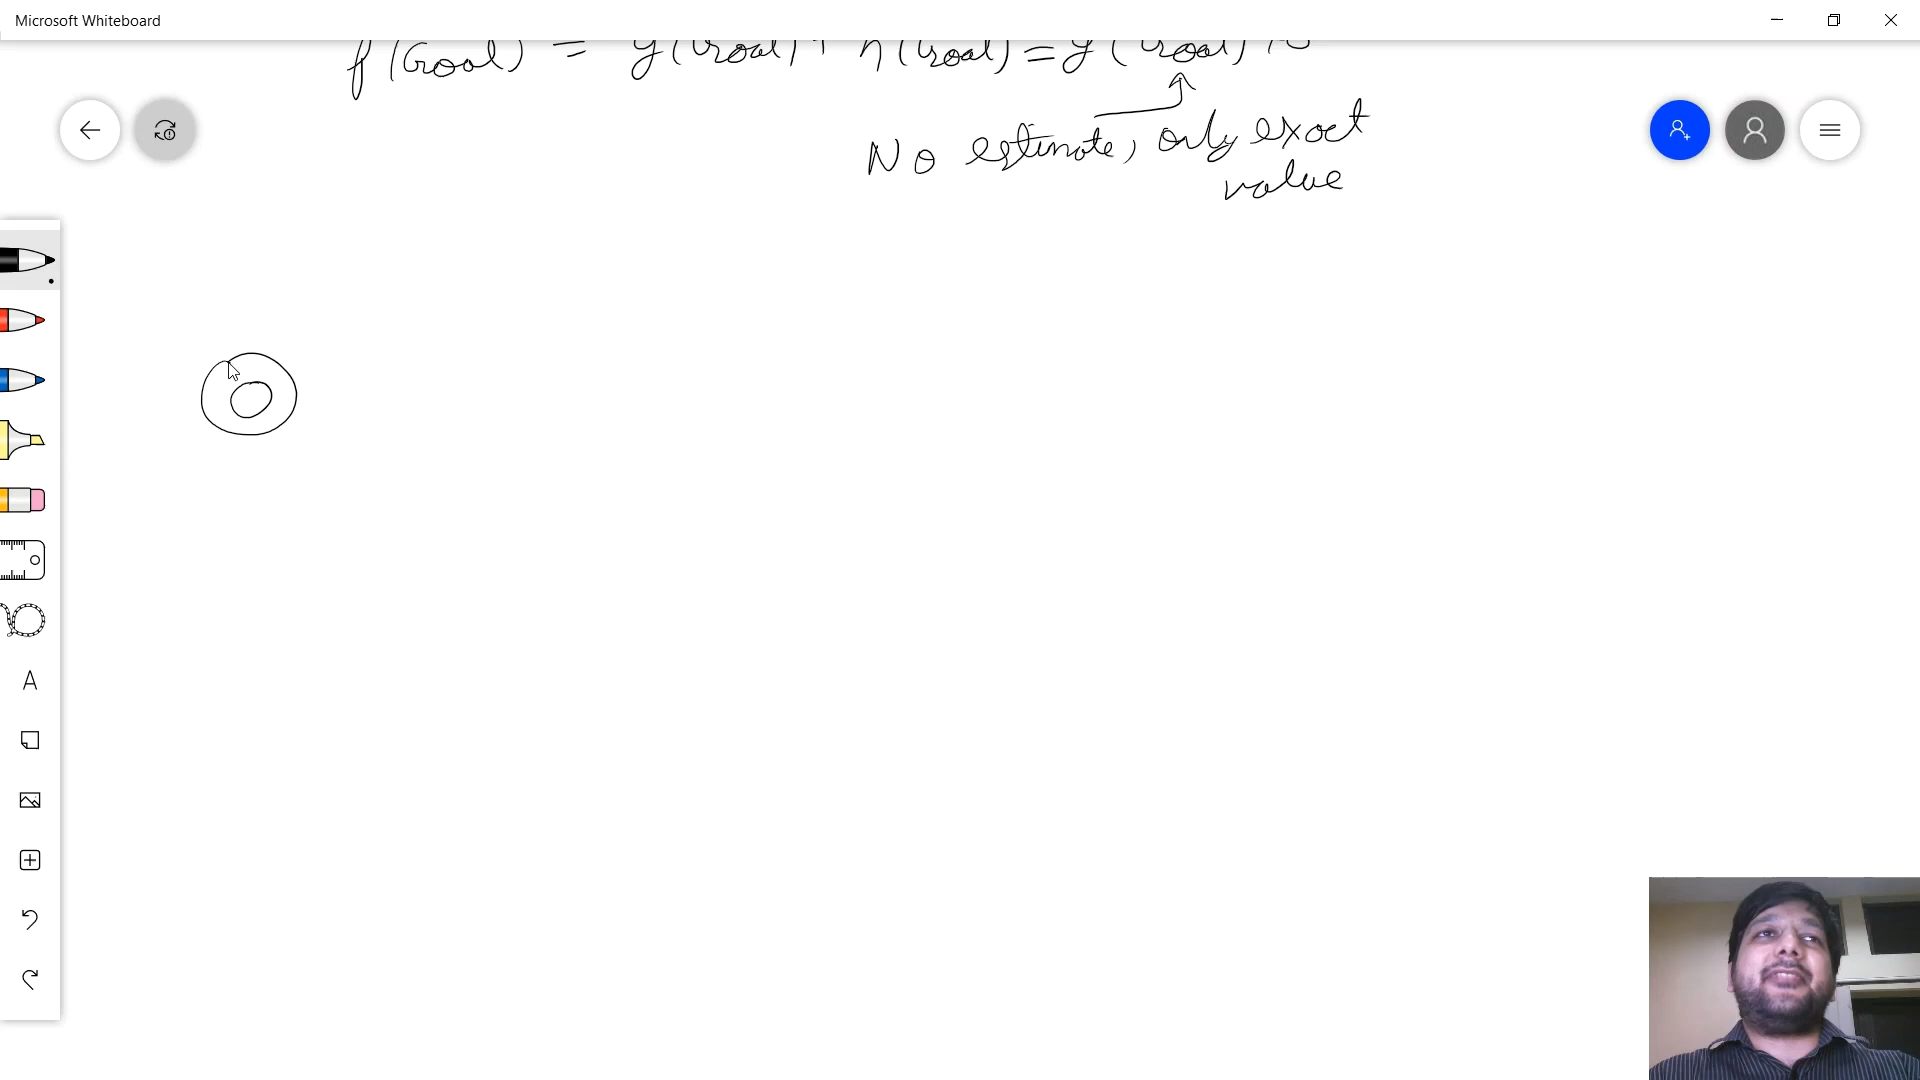 Microsoft Whiteboard
f(Goal) = g(Goal) + h(Goal) = g(Goal) + 0
No estimate, only exact
value
A